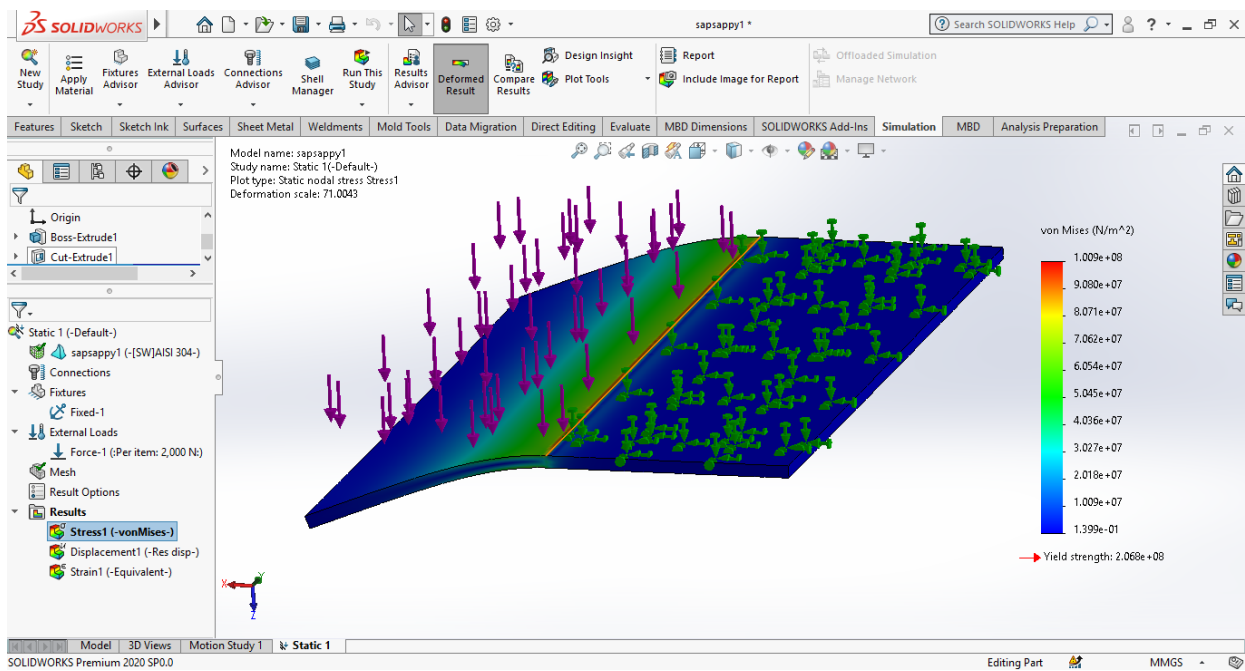 SOLIDWORKS
sapsappy1 *
Search SOLIDWORKS Help
?
New Study
Apply Material
Fixtures Advisor
External Loads Advisor
Connections Advisor
Shell Manager
Run This Study
Results Advisor
Deformed Result
Compare Results
Design Insight
Plot Tools
Report
Include Image for Report
Offloaded Simulation
Manage Network
Features Sketch Sketch Ink Surfaces Sheet Metal Weldments Mold Tools Data Migration Direct Editing Evaluate MBD Dimensions SOLIDWORKS Add-Ins Simulation MBD Analysis Preparation
Origin
Boss-Extrude1
Cut-Extrude1
Static 1 (-Default-)
sapsappy1 (-[SW]AISI 304-)
Connections
Fixtures
Fixed-1
External Loads
Force-1 (:Per item: 2,000 N:)
Mesh
Result Options
Results
Stress1 (-vonMises-)
Displacement1 (-Res disp-)
Strain1 (-Equivalent-)
Model name: sapsappy1
Study name: Static 1(-Default-)
Plot type: Static nodal stress Stress1
Deformation scale: 71.0043
von Mises (N/m^2)
1.009e+08
9.080e+07
8.071e+07
7.062e+07
6.054e+07
5.045e+07
4.036e+07
3.027e+07
2.018e+07
1.009e+07
1.399e-01
Yield strength: 2.068e+08
X
Y
Z
Model 3D Views Motion Study 1 Static 1
SOLIDWORKS Premium 2020 SP0.0
Editing Part
MMGS